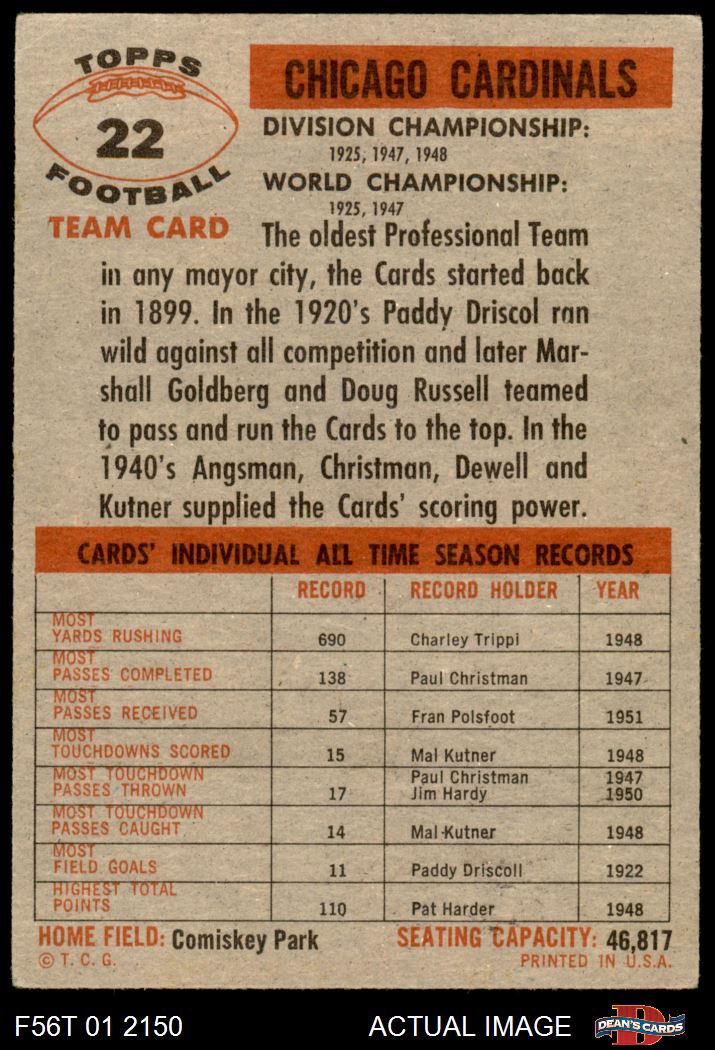 TOPPS
22
FOOTBALL
TEAM CARD
CHICAGO CARDINALS
DIVISION CHAMPIONSHIP:
1925, 1947, 1948
WORLD CHAMPIONSHIP:
1925, 1947
The oldest Professional Team
in any mayor city, the Cards started back
in 1899. In the 1920's Paddy Driscol ran
wild against all competition and later Mar-
shall Goldberg and Doug Russell teamed
to pass and run the Cards to the top. In the
1940's Angsman, Christman, Dewell and
Kutner supplied the Cards' scoring power.
CARDS' INDIVIDUAL ALL TIME SEASON RECORDS
RECORD RECORD HOLDER YEAR
MOST
YARDS RUSHING 690 Charley Trippi 1948
MOST
PASSES COMPLETED 138 Paul Christman 1947
MOST
PASSES RECEIVED 57 Fran Polsfoot 1951
MOST
TOUCHDOWNS SCORED 15 Mal Kutner 1948
MOST TOUCHDOWN Paul Christman 1947
PASSES THROWN 17 Jim Hardy 1950
MOST TOUCHDOWN
PASSES CAUGHT 14 Mal Kutner 1948
MOST
FIELD GOALS 11 Paddy Driscoll 1922
HIGHEST TOTAL
POINTS 110 Pat Harder 1948
HOME FIELD: Comiskey Park SEATING CAPACITY: 46,817
© T. C. G. PRINTED IN U.S.A.
F56T 01 2150 ACTUAL IMAGE D DEAN'S CARDS